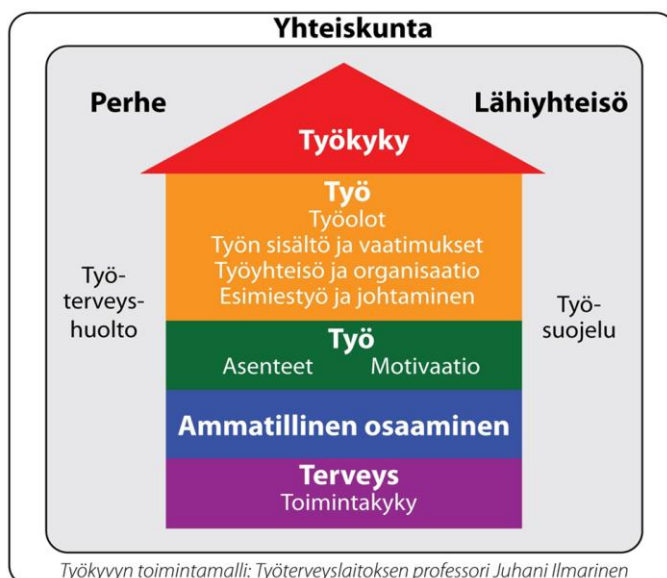 Yhteiskunta
Perhe
Lähiyhteisö
Työkyky
Työ
Työolot
Työn sisältö ja vaatimukset
Työyhteisö ja organisaatio
Esimiestyö ja johtaminen
Työ-
terveys-
huolto
Työ-
suojelu
Työ
Asenteet Motivaatio
Ammatillinen osaaminen
Terveys
Toimintakyky
Työkyvyn toimintamalli: Työterveyslaitoksen professori Juhani Ilmarinen